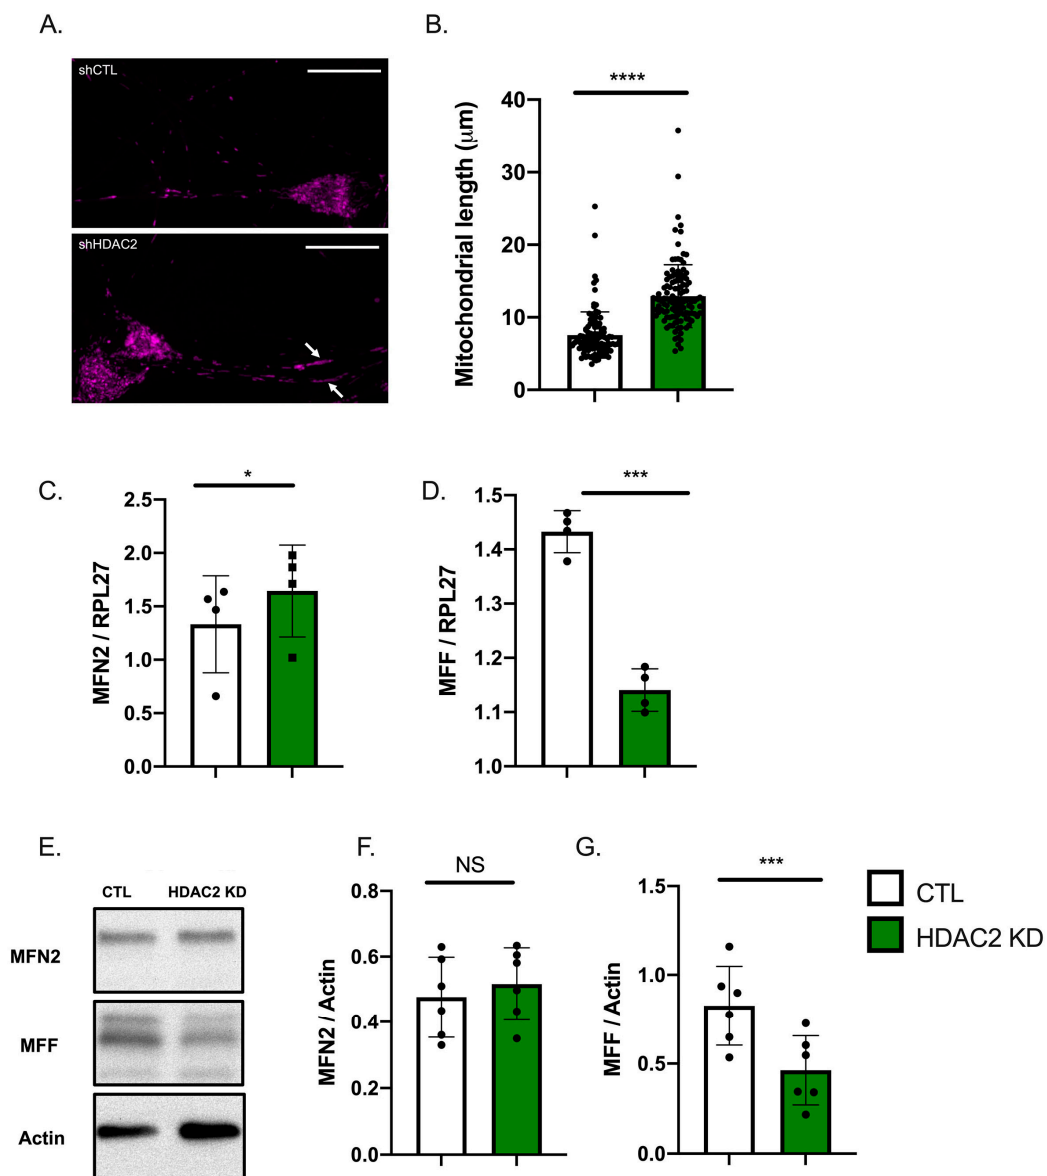 A.
shCTL
shHDAC2
B.
****
Mitochondrial length (μm)
40
30
20
10
0
C.
*
MFN2 / RPL27
2.5
2.0
1.5
1.0
0.5
0.0
D.
***
MFF / RPL27
1.5
1.4
1.3
1.2
1.1
1.0
E.
CTL HDAC2 KD
MFN2
MFF
Actin
F.
NS
MFN2 / Actin
0.8
0.6
0.4
0.2
0.0
G.
***
MFF / Actin
1.5
1.0
0.5
0.0
CTL
HDAC2 KD